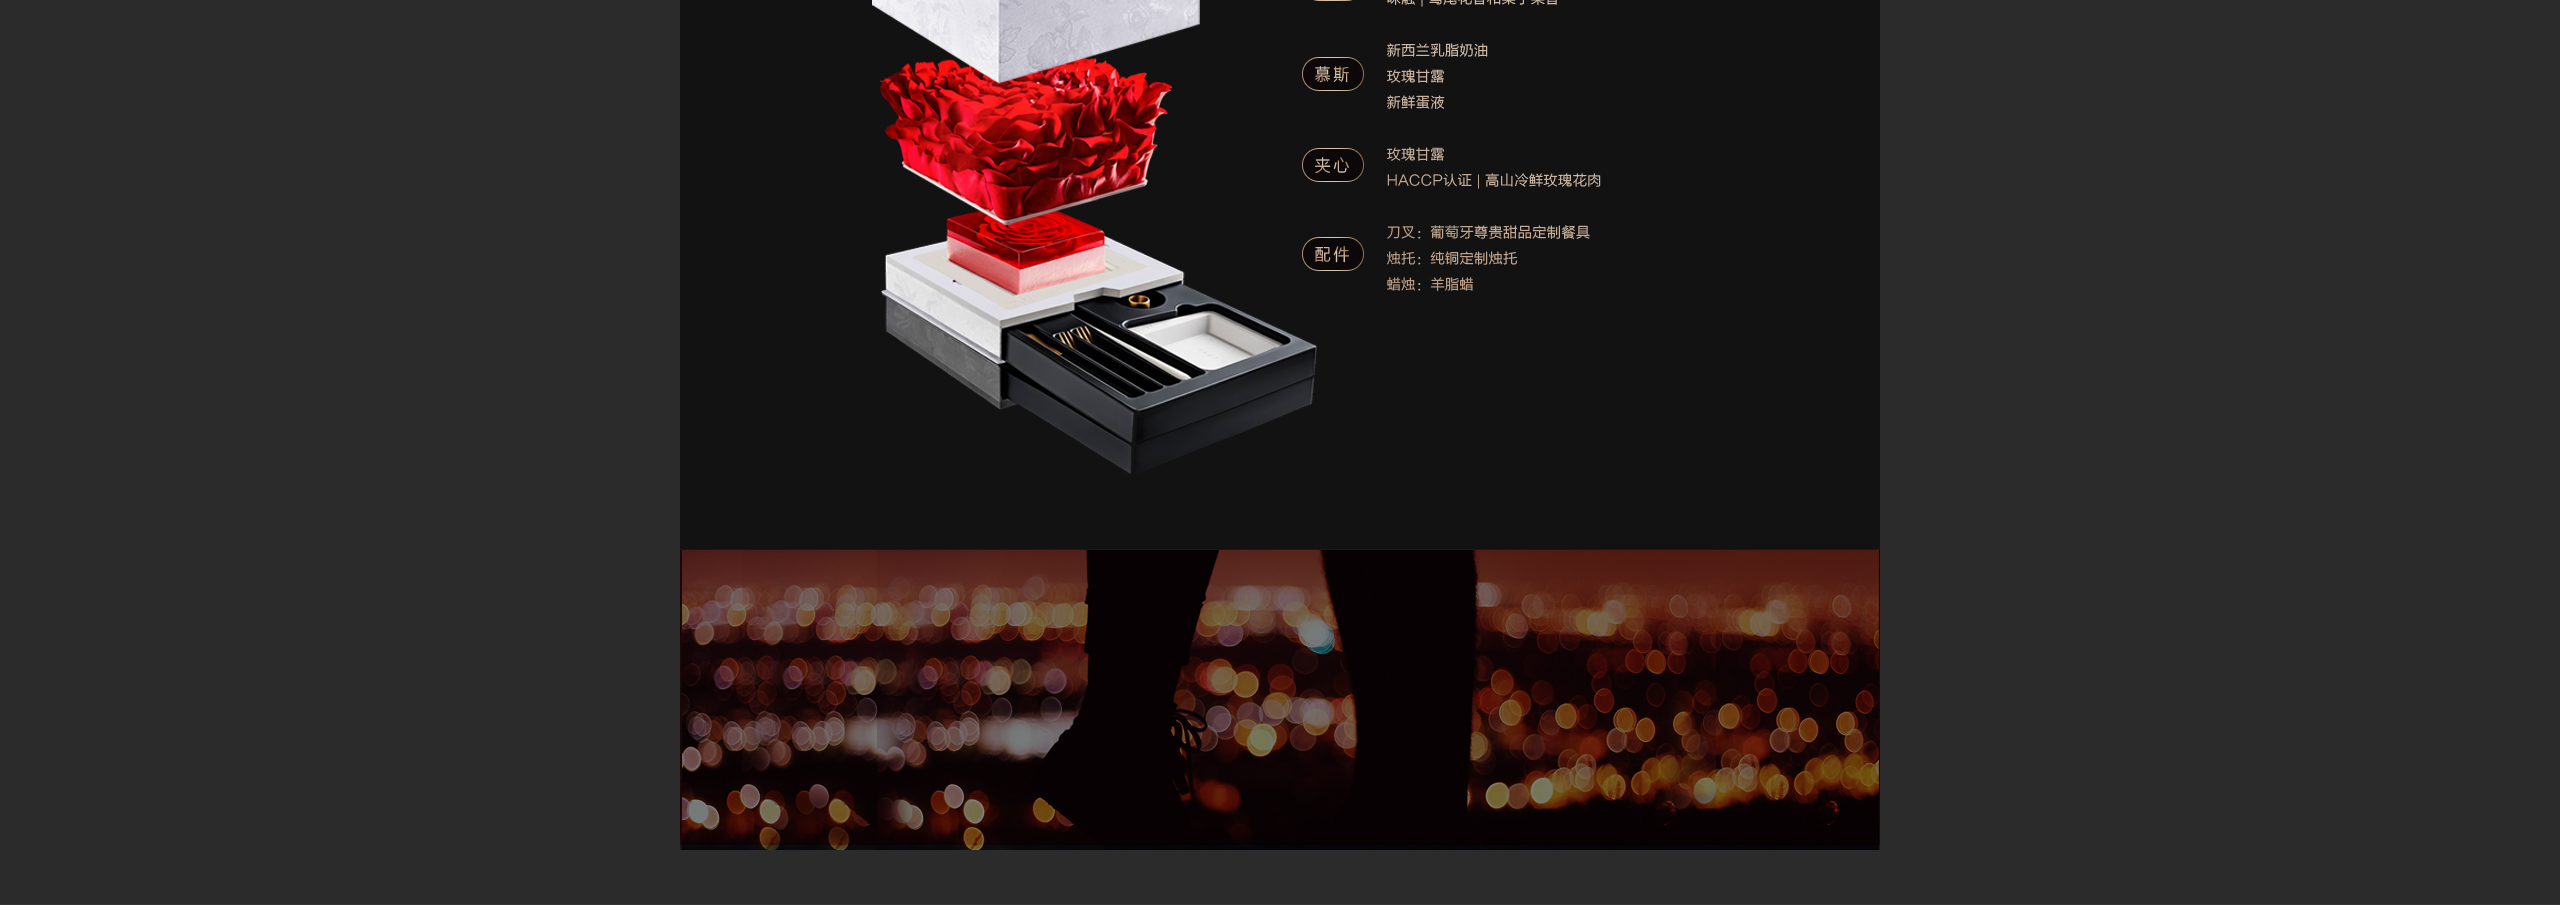 慕斯
新西兰乳脂奶油
玫瑰甘露
新鲜蛋液
夹心
玫瑰甘露
HACCP认证 | 高山冷鲜玫瑰花肉
配件
刀叉：葡萄牙尊贵甜品定制餐具
烛托：纯铜定制烛托
蜡烛：羊脂蜡